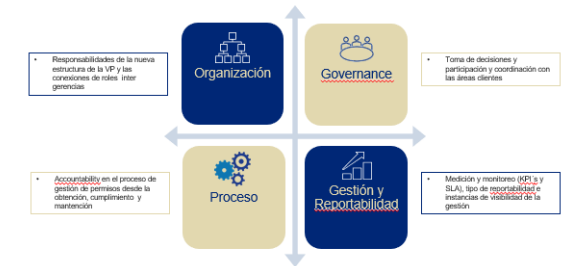 • Responsabilidades de la nueva
estructura de la VP y las
conexiones de roles inter
gerencias
Organización
Governance
• Toma de decisiones y
participación y coordinación con
las áreas clientes
• Accountability en el proceso de
gestión de permisos desde la
obtención, cumplimiento y
mantención
Proceso
Gestión y
Reportabilidad
• Medición y monitoreo (KPI´s y
SLA), tipo de reportabilidad e
instancias de visibilidad de la
gestión